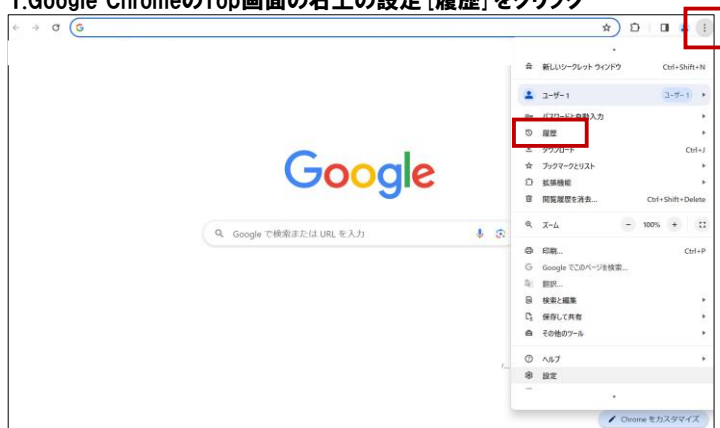 1.Google ChromeのTop画面の右上の設定 [履歴] をクリック
新しいシークレット ウィンドウ Ctrl+Shift+N
ユーザー 1 ユーザー 1
パスワードと自動入力
履歴
ダウンロード Ctrl+J
ブックマークとリスト
拡張機能
閲覧履歴を消去... Ctrl+Shift+Delete
ズーム - 100% +
印刷... Ctrl+P
Google でこのページを検索...
翻訳...
検索と編集
保存して共有
その他のツール
ヘルプ
設定
Google
Google で検索または URL を入力
Chrome をカスタマイズ